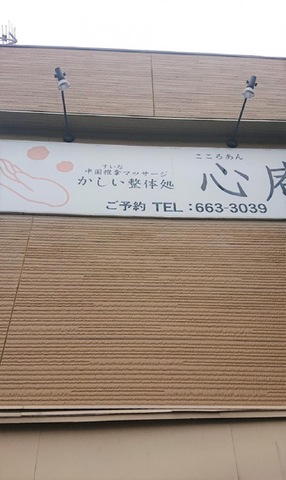 すいな
中国推拿マッサージ
かしい整体処
こころあん
心庵
ご予約 TEL:663-3039